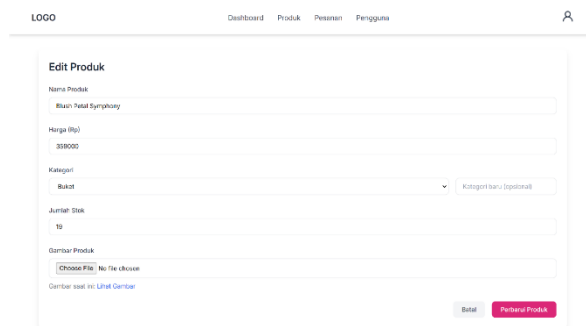 LOGO Dashboard Produk Pesanan Pengguna
Edit Produk
Nama Produk
Blush Petal Symphony
Harga (Rp)
358000
Kategori
Buket Kategori baru (opsional)
Jumlah Stok
19
Gambar Produk
Choose File No file chosen
Gambar saat ini: Lihat Gambar
Batal Perbarui Produk